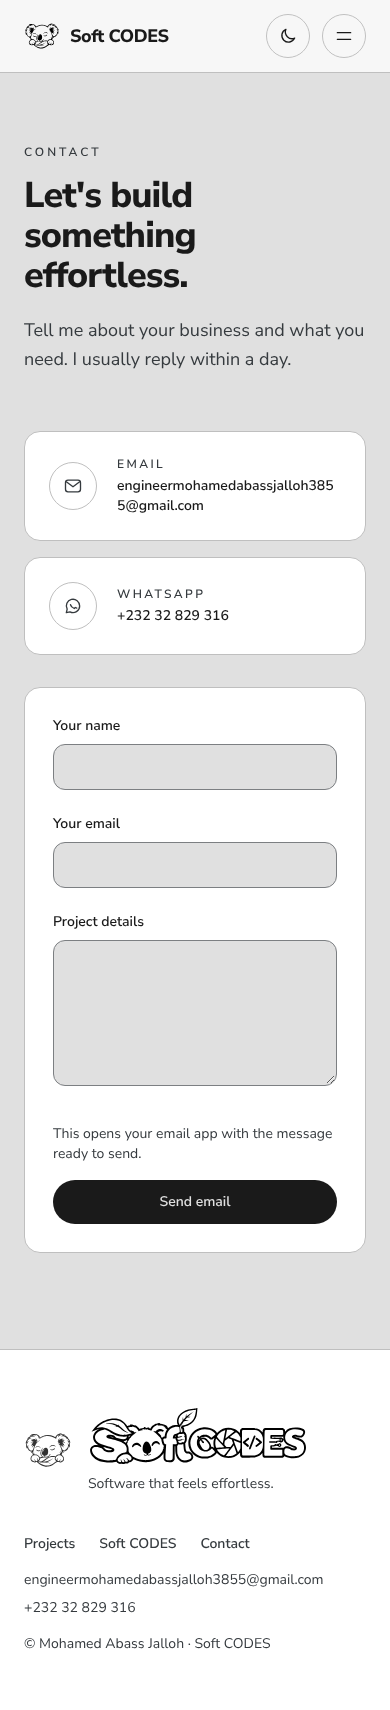 Soft CODES
CONTACT
Let's build
something
effortless.
Tell me about your business and what you
need. I usually reply within a day.
EMAIL
engineermohamedabassjalloh385
5@gmail.com
WHATSAPP
+232 32 829 316
Your name
Your email
Project details
This opens your email app with the message
ready to send.
Send email
Soft CODES
Software that feels effortless.
Projects Soft CODES Contact
engineermohamedabassjalloh3855@gmail.com
+232 32 829 316
© Mohamed Abass Jalloh · Soft CODES